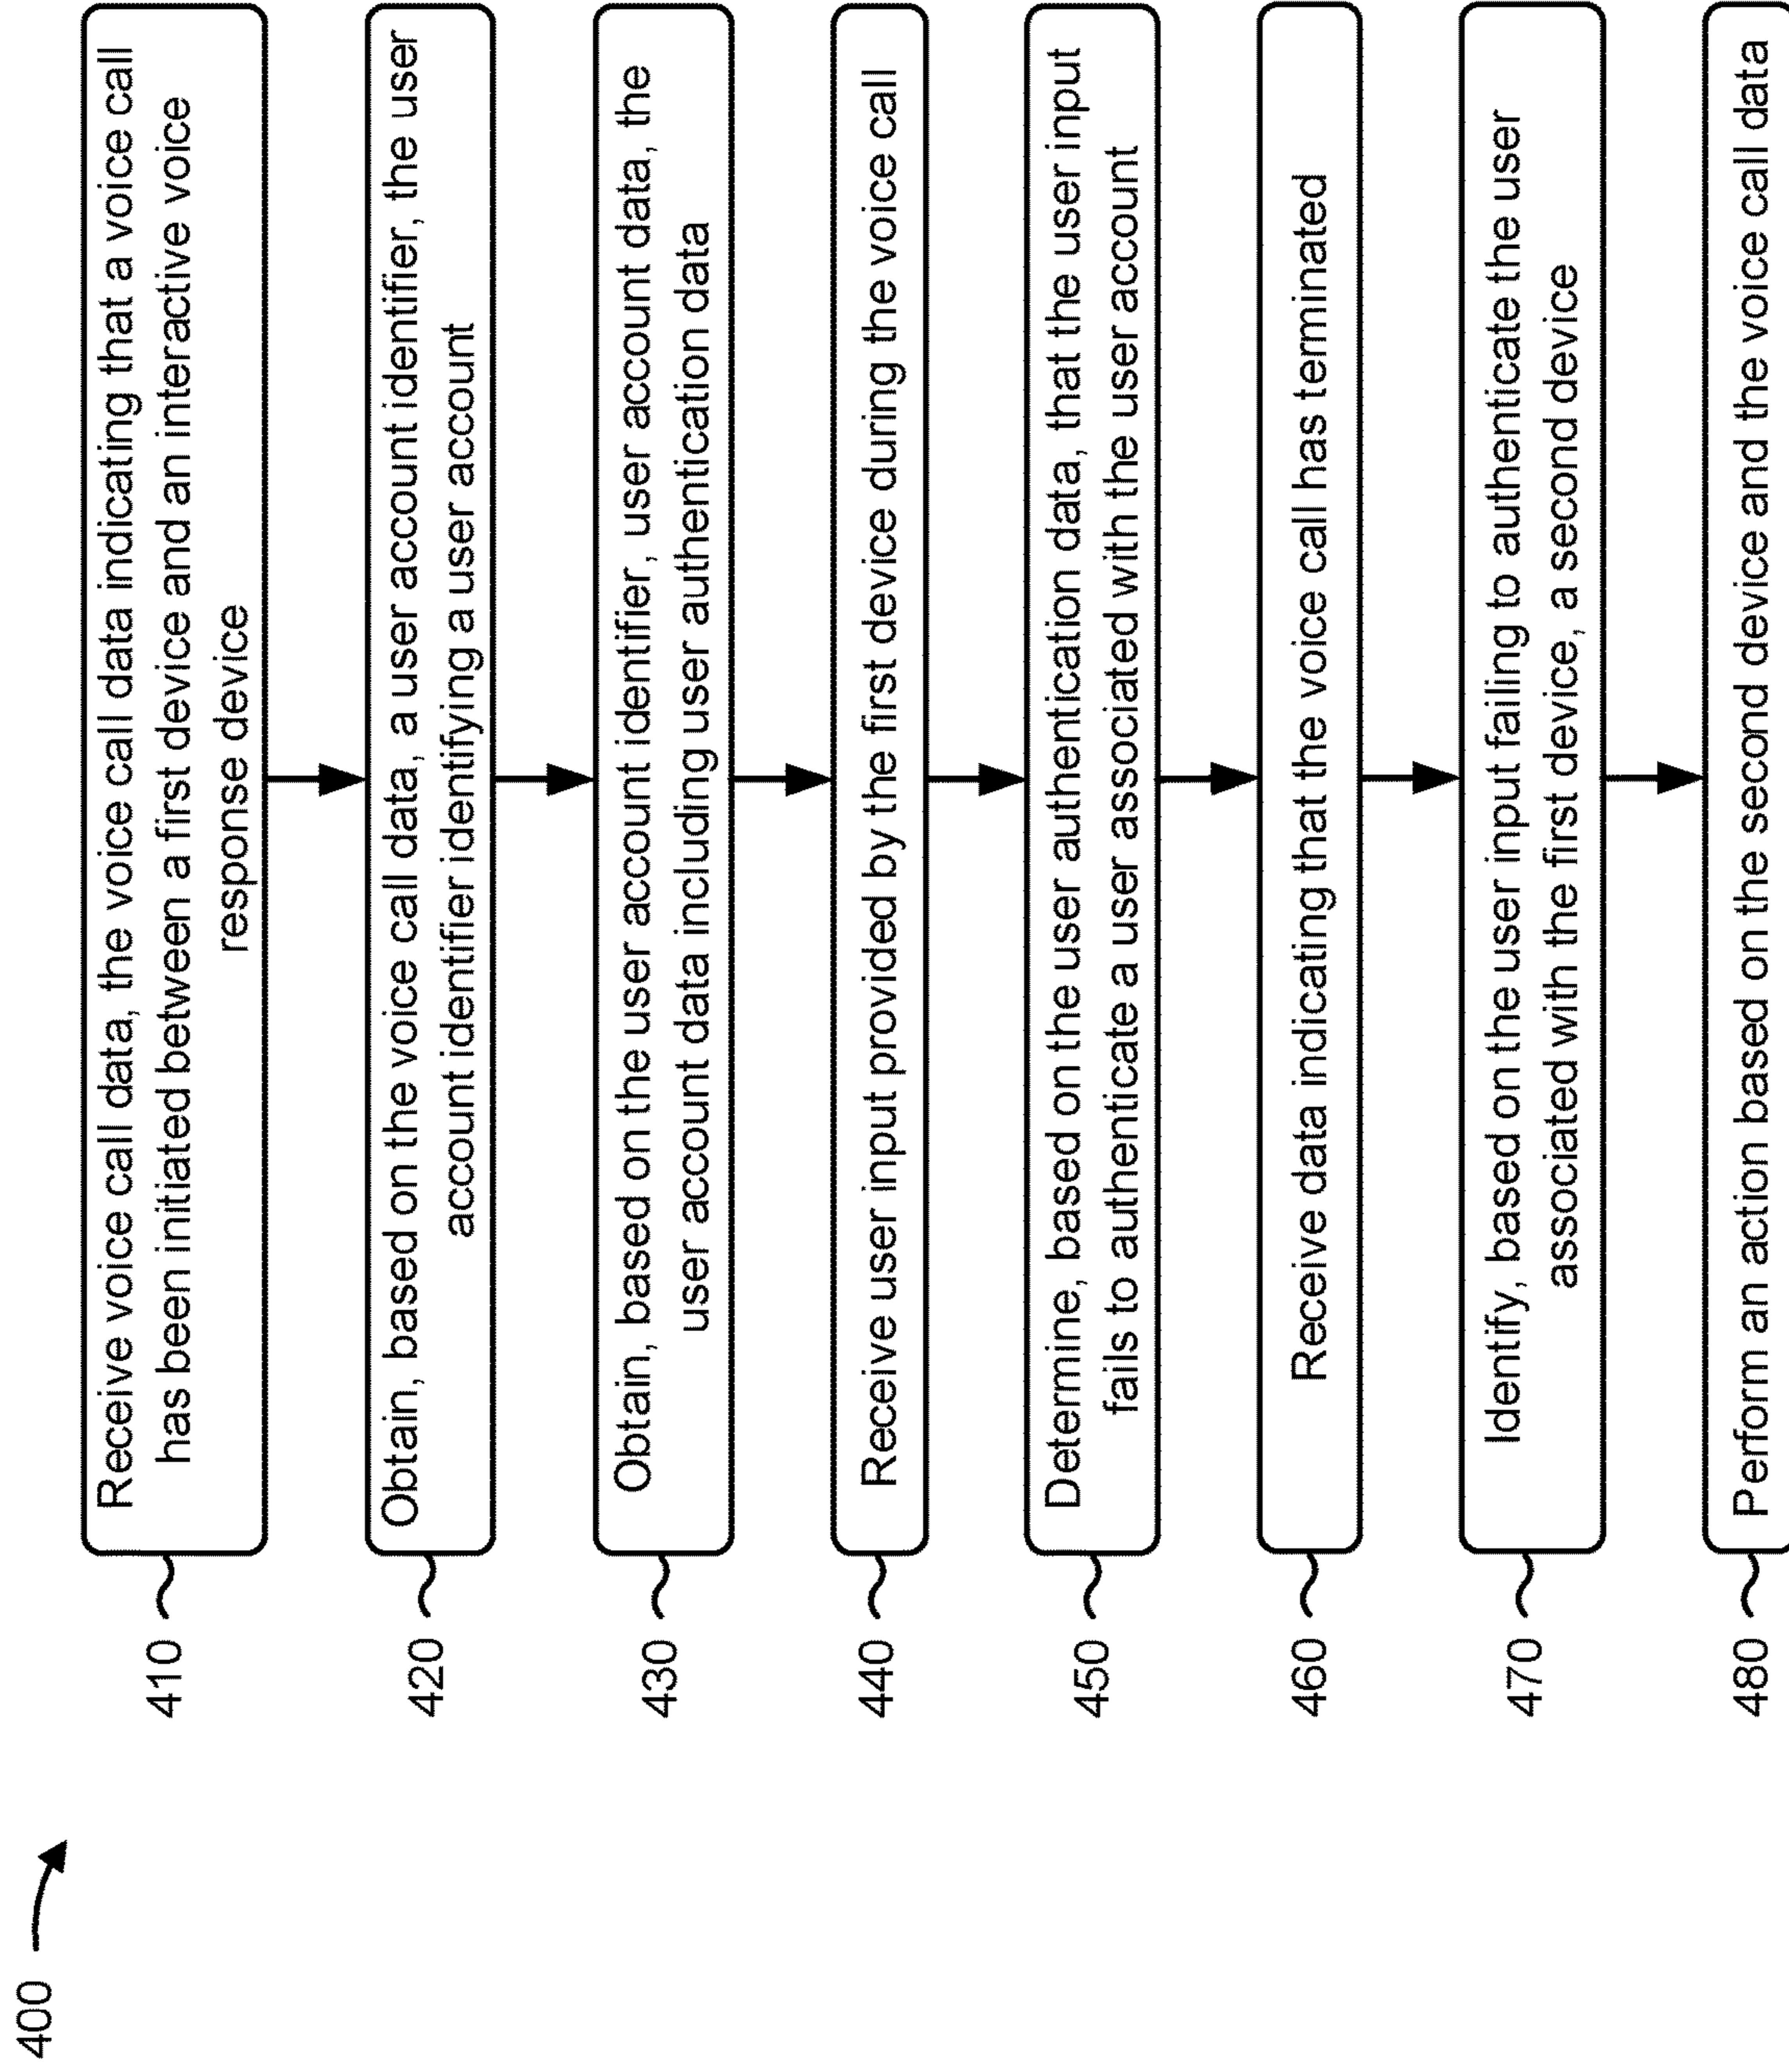 400
410
Receive voice call data, the voice call data indicating that a voice call
has been initiated between a first device and an interactive voice
response device
420
Obtain, based on the voice call data, a user account identifier, the user
account identifier identifying a user account
430
Obtain, based on the user account identifier, user account data, the
user account data including user authentication data
440
Receive user input provided by the first device during the voice call
450
Determine, based on the user authentication data, that the user input
fails to authenticate a user associated with the user account
460
Receive data indicating that the voice call has terminated
470
Identify, based on the user input failing to authenticate the user
associated with the first device, a second device
480
Perform an action based on the second device and the voice call data